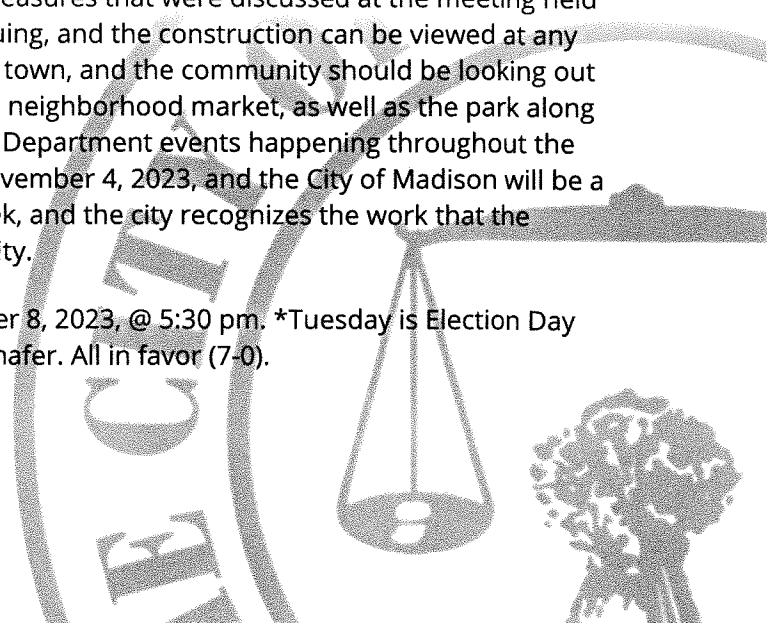 easures that were discussed at the meeting held
uing, and the construction can be viewed at any
town, and the community should be looking out
neighborhood market, as well as the park along
Department events happening throughout the
vember 4, 2023, and the City of Madison will be a
k, and the city recognizes the work that the
ty.
er 8, 2023, @ 5:30 pm. *Tuesday is Election Day
hafer. All in favor (7-0).
E CITY OF